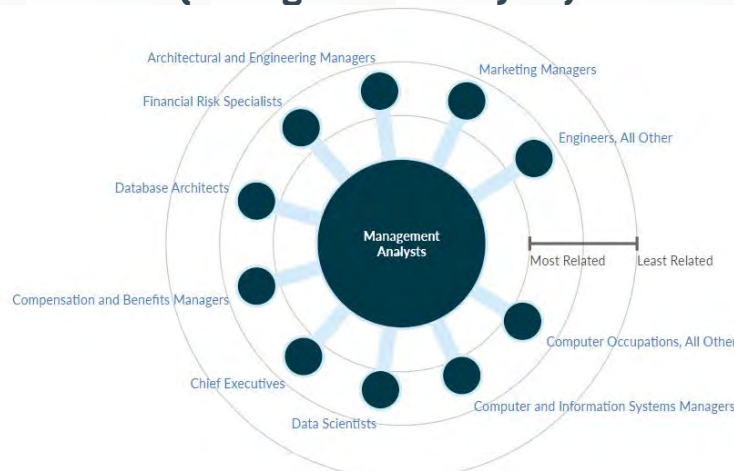 Architectural and Engineering Managers
Marketing Managers
Financial Risk Specialists
Engineers, All Other
Database Architects
Management
Analysts
Most Related
Least Related
Compensation and Benefits Managers
Computer Occupations, All Other
Chief Executives
Computer and Information Systems Managers
Data Scientists